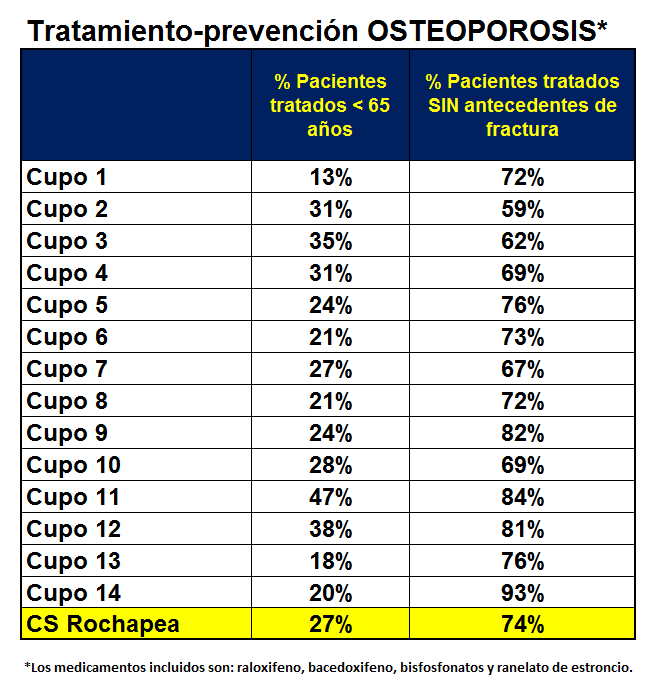 Tratamiento-prevención OSTEOPOROSIS*
% Pacientes tratados < 65 años
% Pacientes tratados SIN antecedentes de fractura
Cupo 1 13% 72%
Cupo 2 31% 59%
Cupo 3 35% 62%
Cupo 4 31% 69%
Cupo 5 24% 76%
Cupo 6 21% 73%
Cupo 7 27% 67%
Cupo 8 21% 72%
Cupo 9 24% 82%
Cupo 10 28% 69%
Cupo 11 47% 84%
Cupo 12 38% 81%
Cupo 13 18% 76%
Cupo 14 20% 93%
CS Rochapea 27% 74%
*Los medicamentos incluidos son: raloxifeno, bacedoxifeno, bisfosfonatos y ranelato de estroncio.